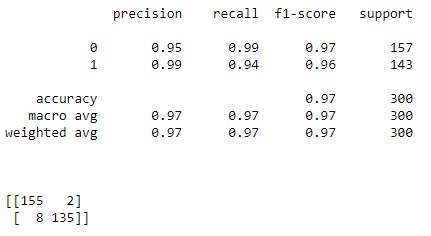 precision recall f1-score support
0 0.95 0.99 0.97 157
1 0.99 0.94 0.96 143
accuracy 0.97 300
macro avg 0.97 0.97 0.97 300
weighted avg 0.97 0.97 0.97 300
[[155 2]
[ 8 135]]